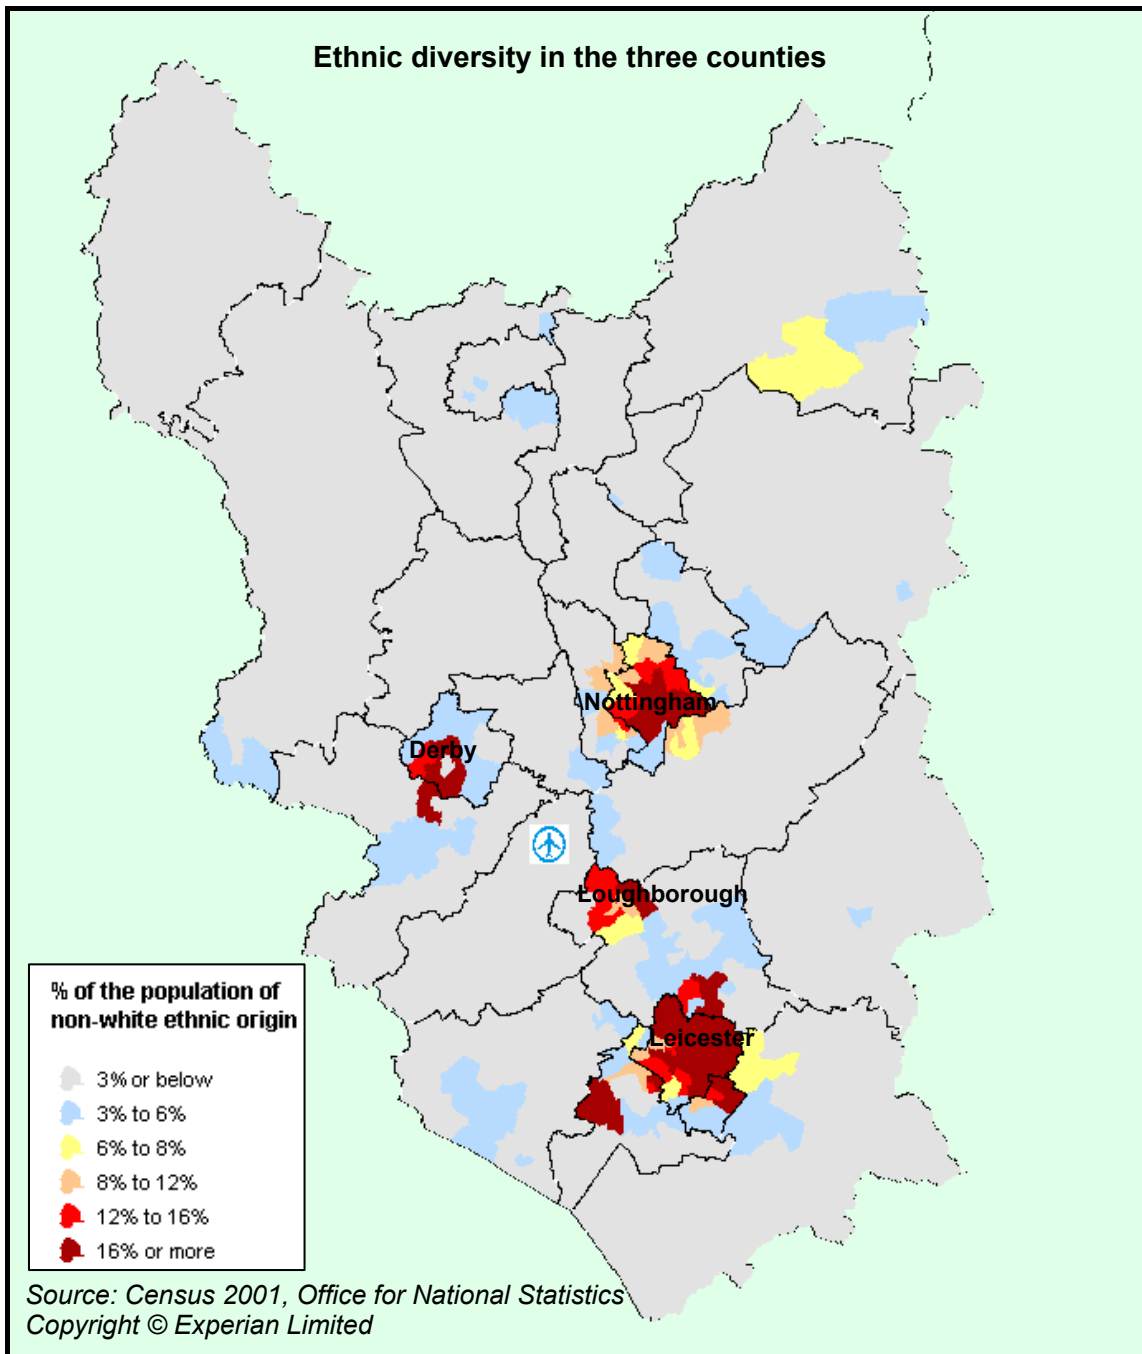 Ethnic diversity in the three counties
Nottingham
Derby
Loughborough
Leicester
% of the population of
non-white ethnic origin
3% or below
3% to 6%
6% to 8%
8% to 12%
12% to 16%
16% or more
Source: Census 2001, Office for National Statistics
Copyright © Experian Limited